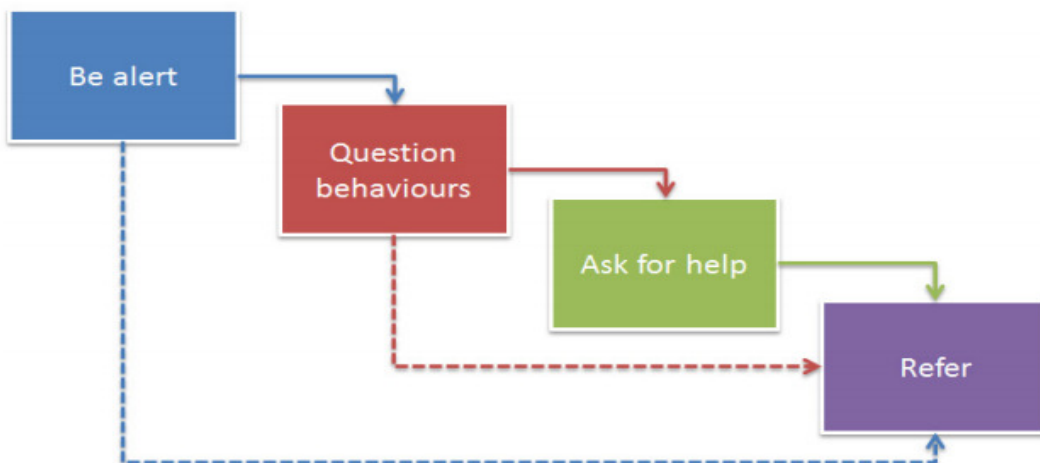 Be alert
Question
behaviours
Ask for help
Refer